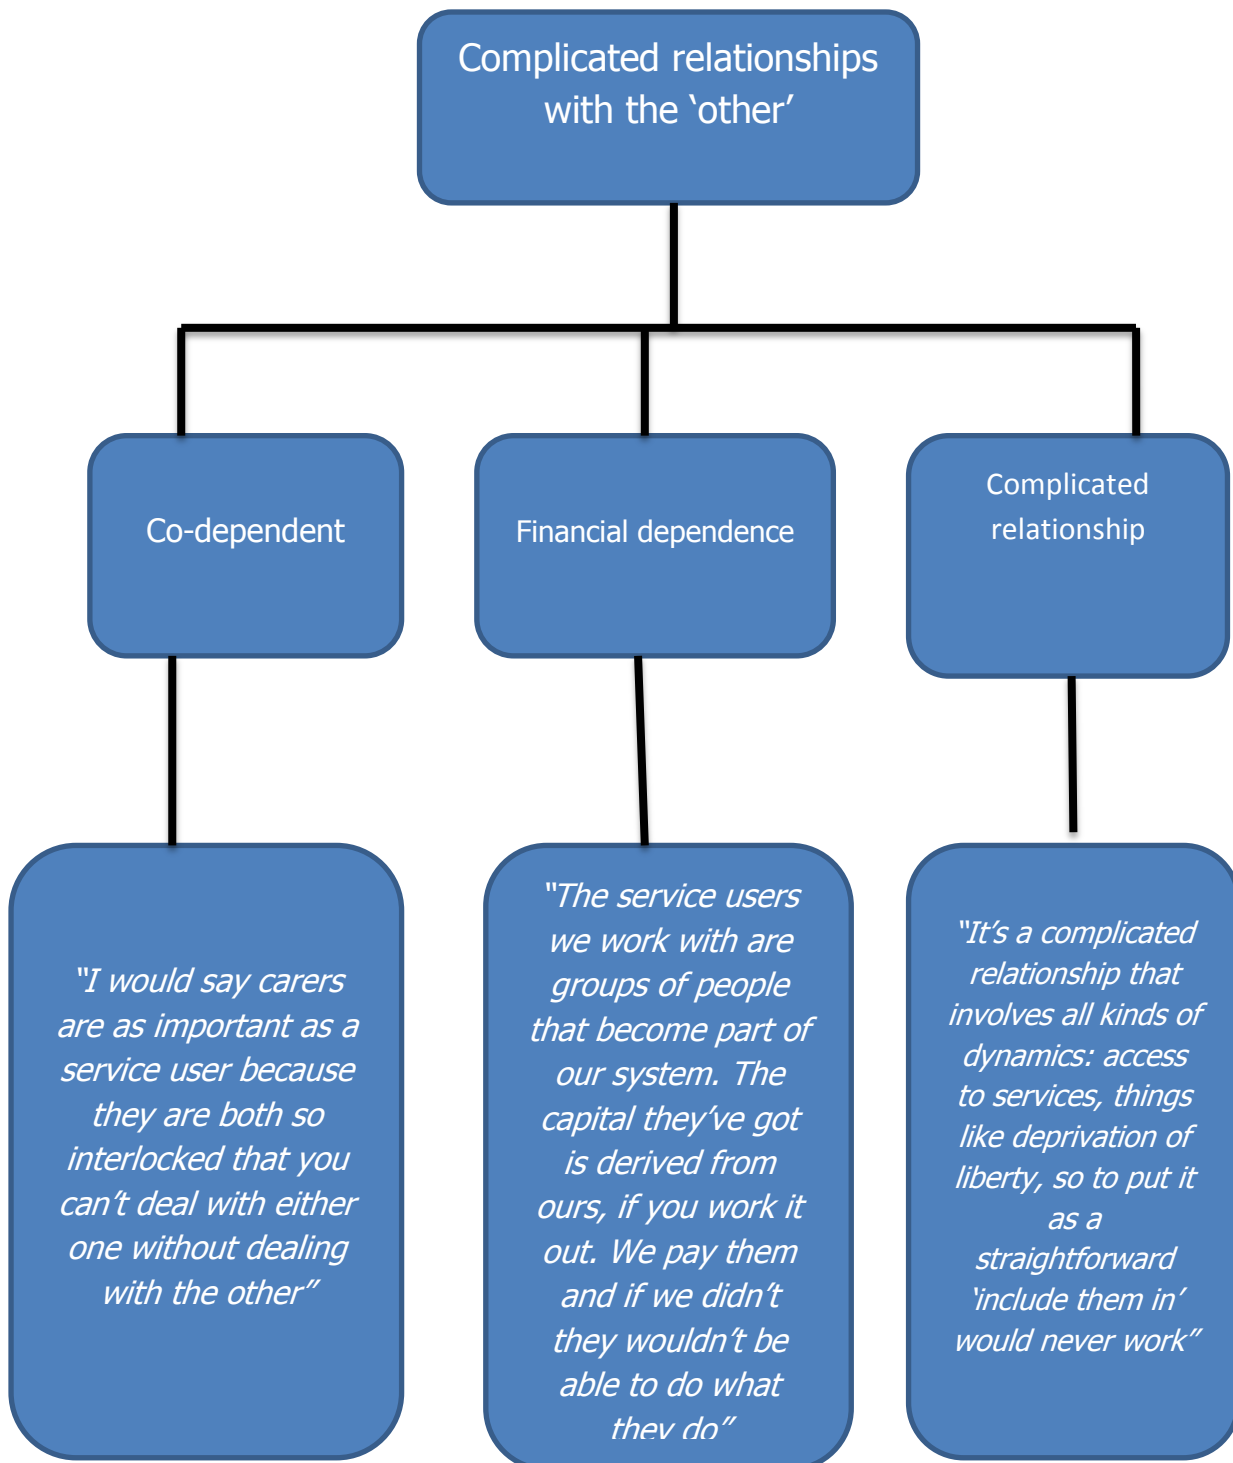 Complicated relationships
with the ‘other’
Co-dependent
Financial dependence
Complicated
relationship
“I would say carers
are as important as a
service user because
they are both so
interlocked that you
can’t deal with either
one without dealing
with the other”
“The service users
we work with are
groups of people
that become part of
our system. The
capital they’ve got
is derived from
ours, if you work it
out. We pay them
and if we didn’t
they wouldn’t be
able to do what
they do”
“It’s a complicated
relationship that
involves all kinds of
dynamics: access
to services, things
like deprivation of
liberty, so to put it
as a
straightforward
‘include them in’
would never work”